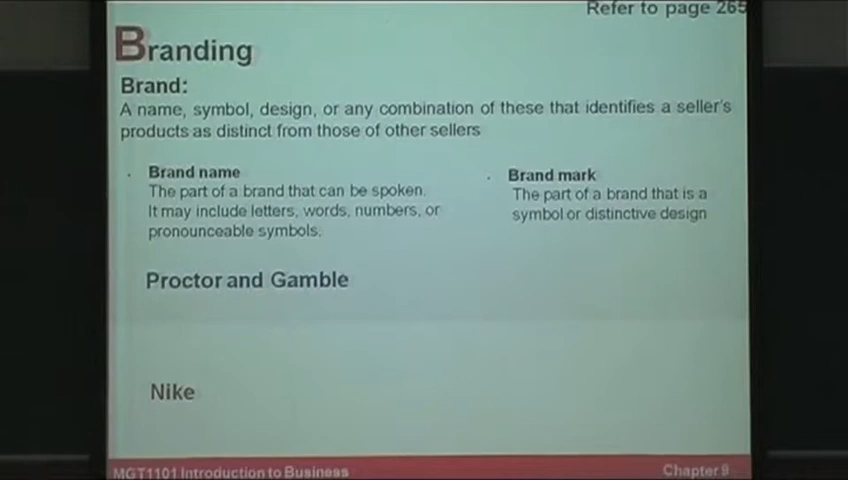 Refer to page 265
Branding
Brand:
A name, symbol, design, or any combination of these that identifies a seller's
products as distinct from those of other sellers
Brand name
The part of a brand that can be spoken.
It may include letters, words, numbers, or
pronounceable symbols.
Brand mark
The part of a brand that is a
symbol or distinctive design
Proctor and Gamble
Nike
MGT1101 Introduction to Business
Chapter 9